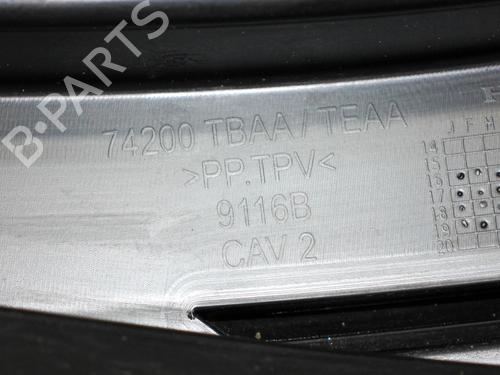 74200 TBAA / TEAA
>PP.TPV<
9116B
CAV 2
J F M
14
15
16
17
18
19
20
B-PARTS